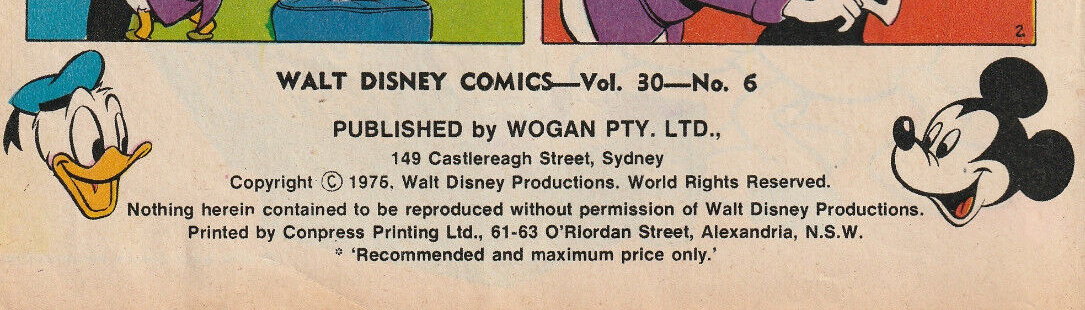 2
WALT DISNEY COMICS—Vol. 30—No. 6
PUBLISHED by WOGAN PTY. LTD.,
149 Castlereagh Street, Sydney
Copyright © 1975, Walt Disney Productions. World Rights Reserved.
Nothing herein contained to be reproduced without permission of Walt Disney Productions.
Printed by Conpress Printing Ltd., 61-63 O'Riordan Street, Alexandria, N.S.W.
* 'Recommended and maximum price only.'